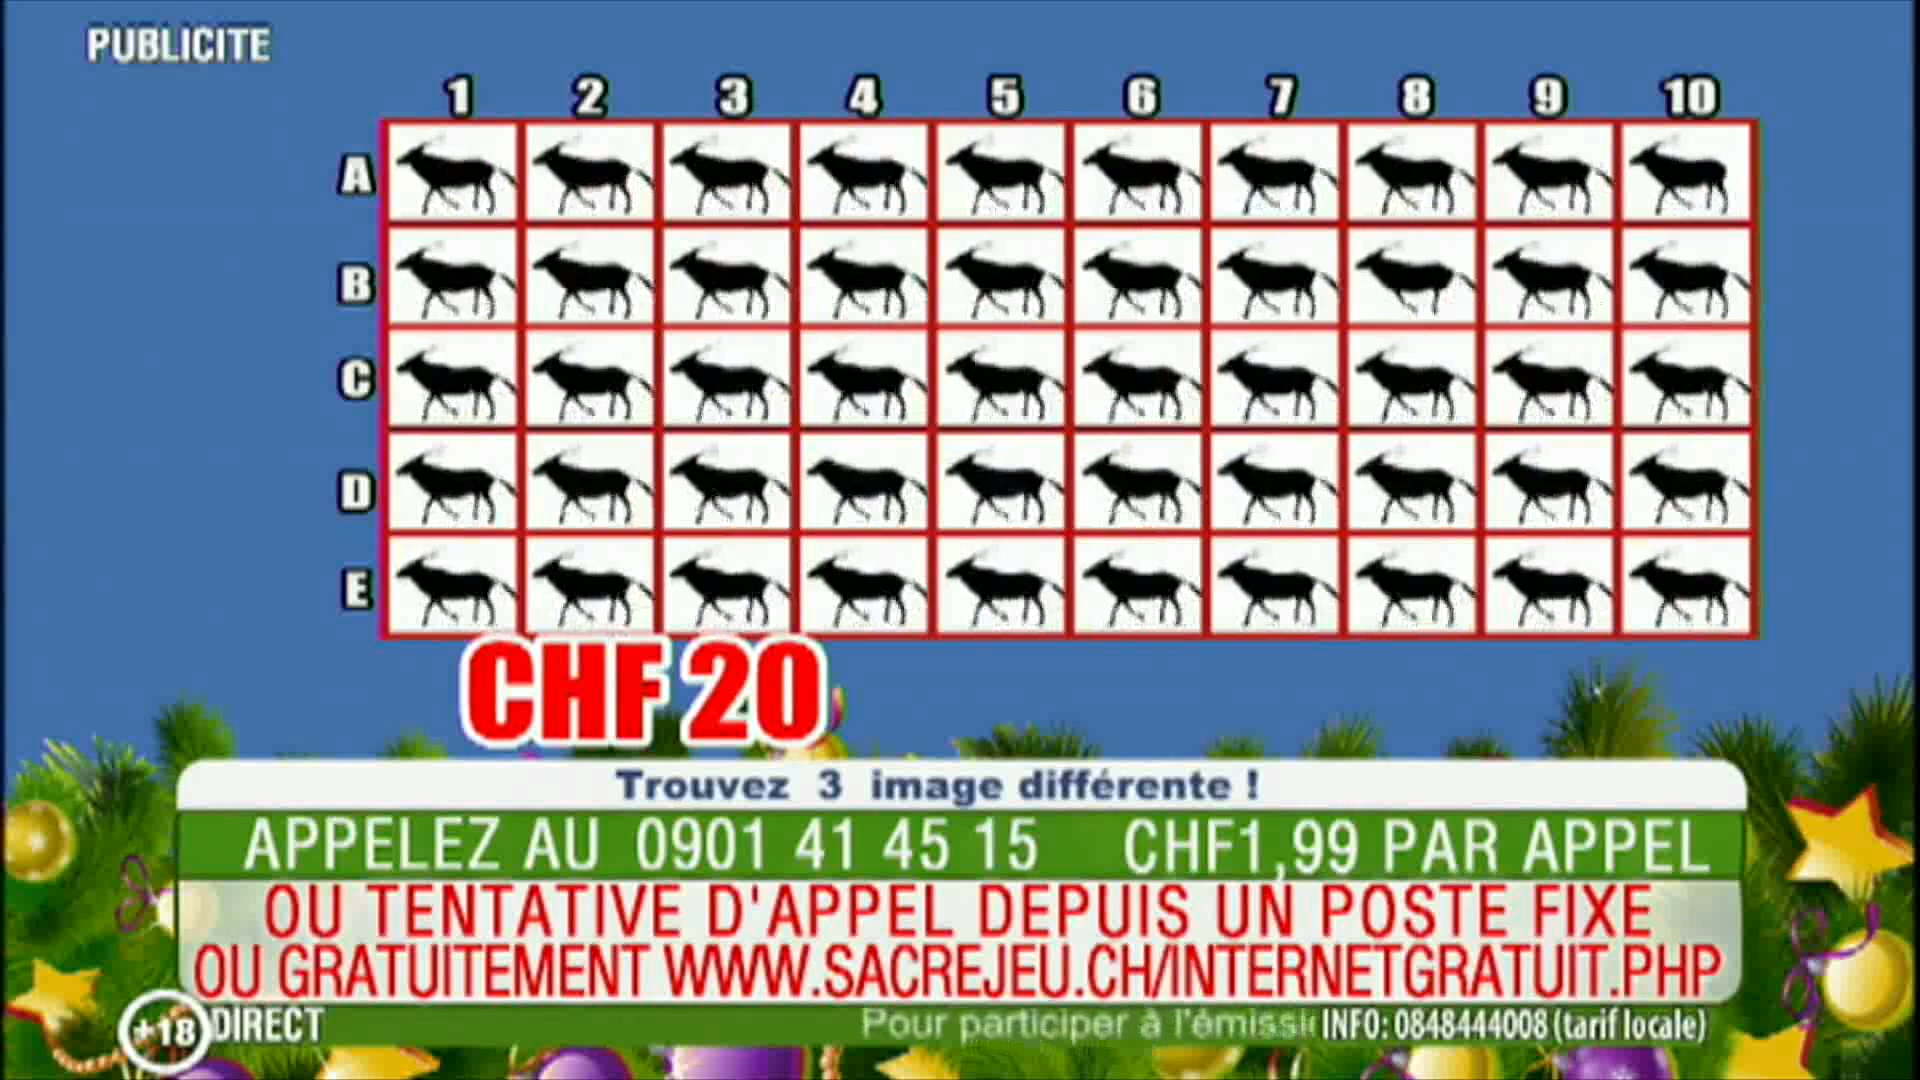 PUBLICITE
1 2 3 4 5 6 7 8 9 10
A
B
C
D
E
CHF 20
Trouvez 3 image différente !
APPELEZ AU 0901 41 45 15 CHF1,99 PAR APPEL
OU TENTATIVE D'APPEL DEPUIS UN POSTE FIXE
OU GRATUITEMENT WWW.SACREJEU.CH/INTERNETGRATUIT.PHP
+18 DIRECT Pour participer à l'émissi INFO: 0848444008 (tarif locale)